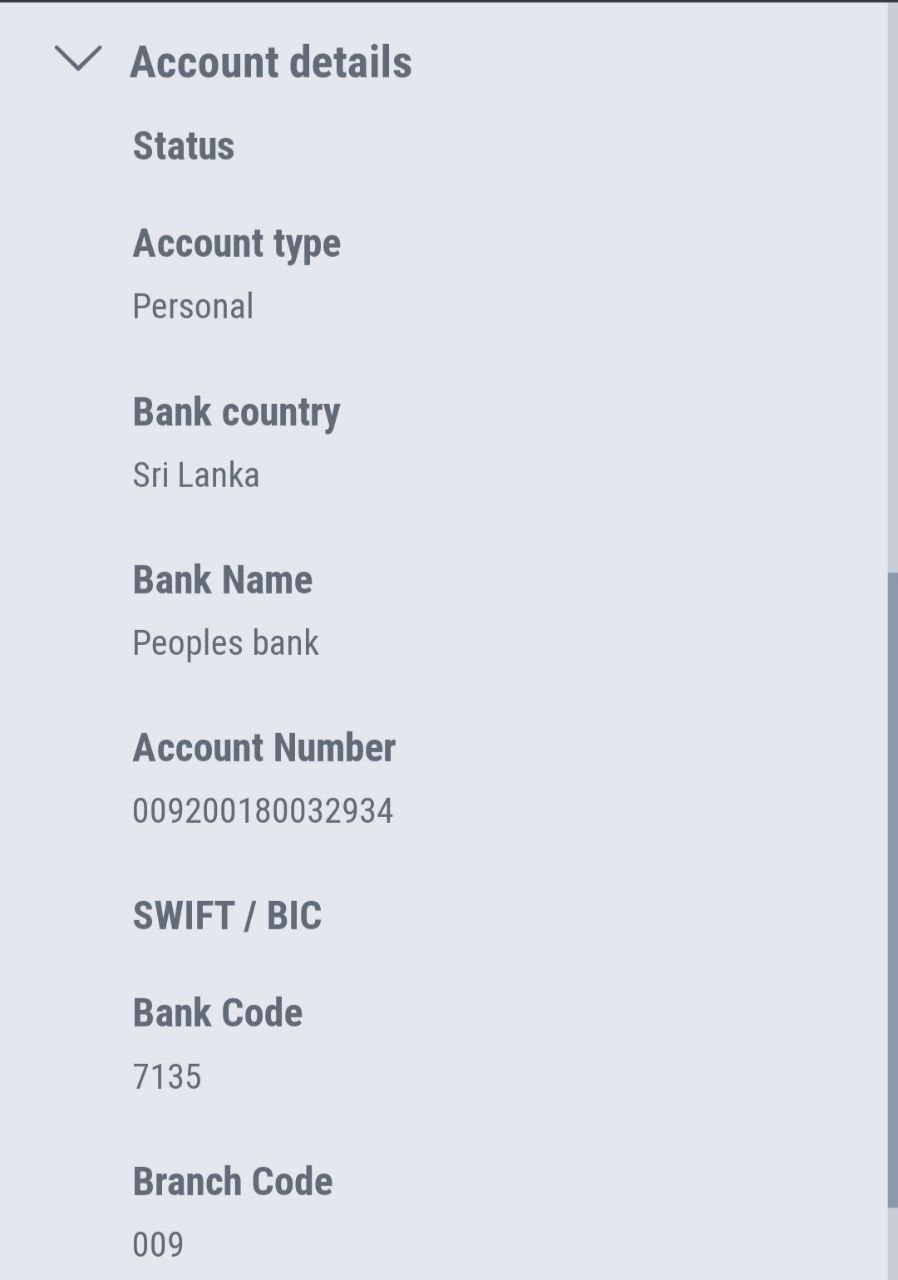 Account details
Status
Account type
Personal
Bank country
Sri Lanka
Bank Name
Peoples bank
Account Number
009200180032934
SWIFT / BIC
Bank Code
7135
Branch Code
009